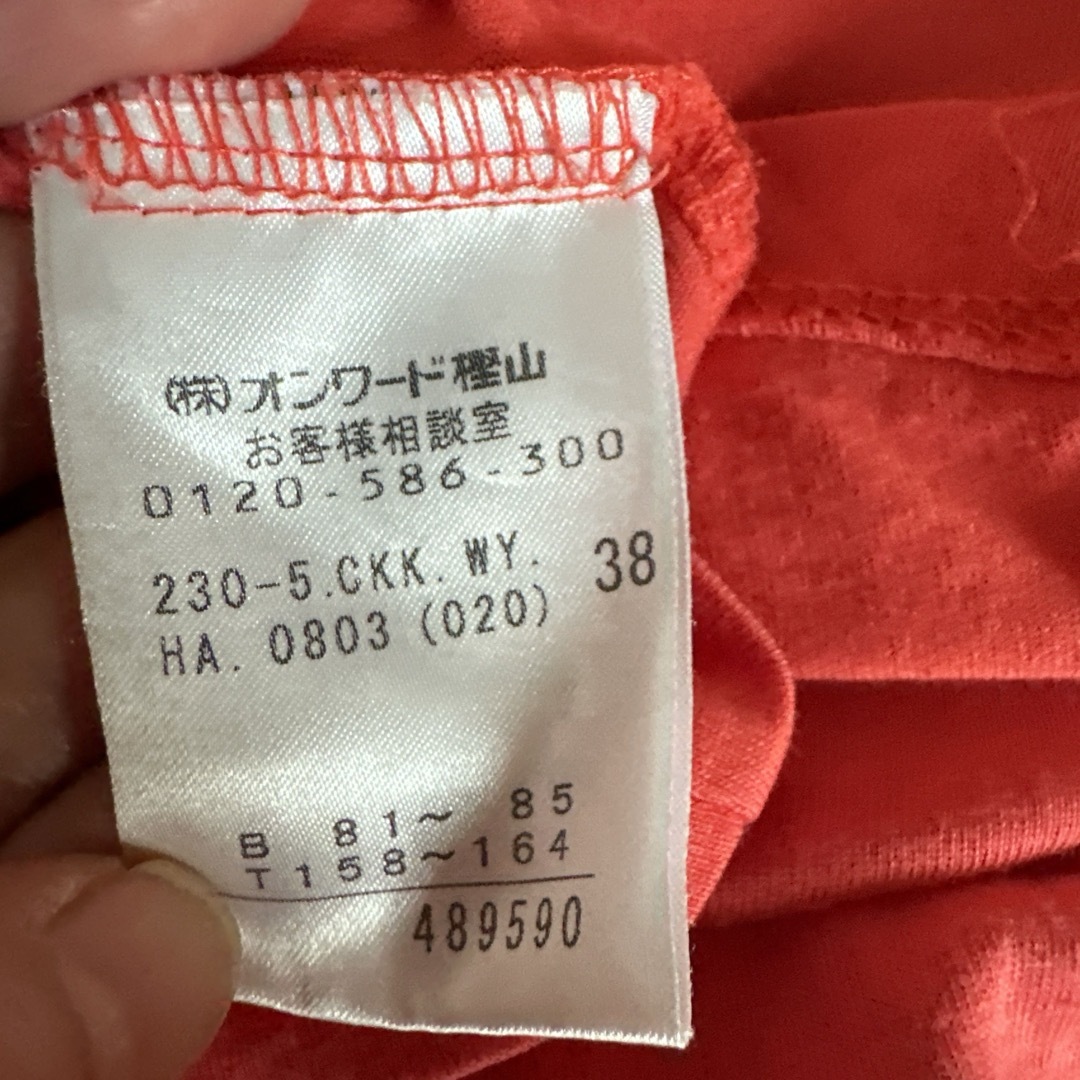 (株)オンワード樫山
お客様相談室
0120-586-300
230-5.CKK.WY. 38
HA.0803(020)
B 81~ 85
T158~164
489590